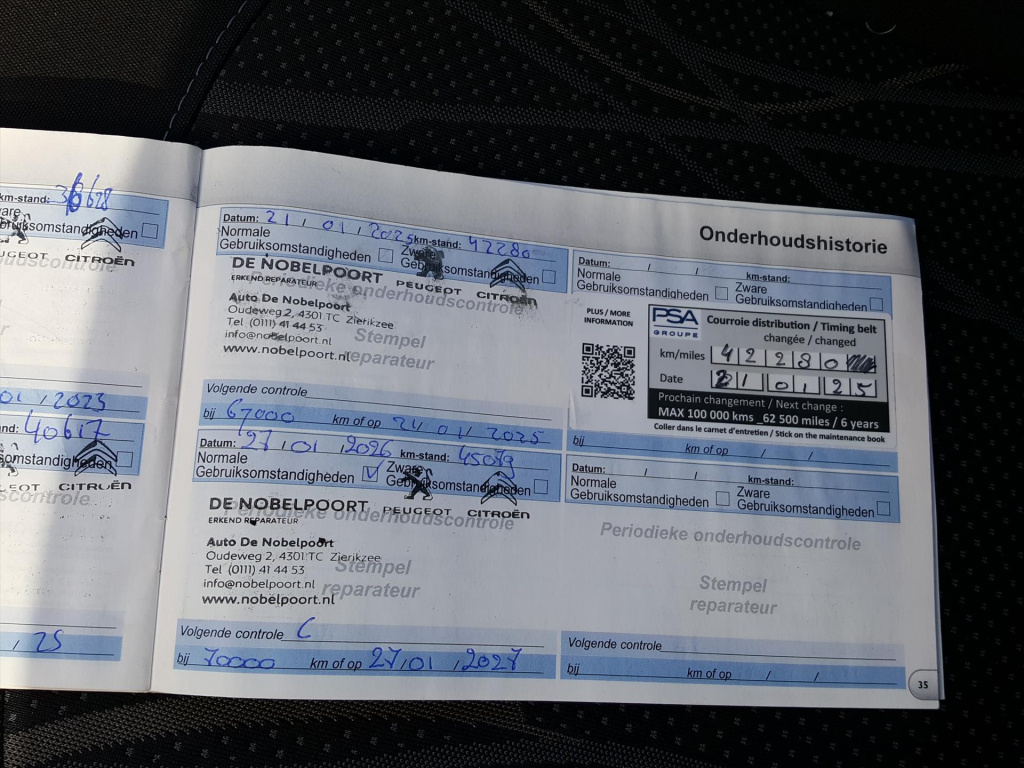 km-stand: 36628
Gebruiksomstandigheden
PEUGEOT CITROËN
01 / 2023
40617
CITROËN
/ 25
Onderhoudshistorie
Datum: 21 / 01 / 2025 km-stand: 42280
Normale
Gebruiksomstandigheden
Zware
Gebruiksomstandigheden
DE NOBELPOORT
ERKEND REPARATEUR
PEUGEOT CITROËN
Periodieke onderhoudscontrole
Auto De Nobelpoort
Oudeweg 2, 4301 TC Zierikzee
Tel (0111) 41 44 53
info@nobelpoort.nl
www.nobelpoort.nl
Stempel
reparateur
Volgende controle
bij 67000 km of op 24 01 / 2025
Datum: 27 / 01 / 2026 km-stand: 45079
Normale
Gebruiksomstandigheden
Zware
Gebruiksomstandigheden
DE NOBELPOORT
ERKEND REPARATEUR
PEUGEOT CITROËN
Periodieke onderhoudscontrole
Auto De Nobelpoort
Oudeweg 2, 4301 TC Zierikzee
Tel (0111) 41 44 53
info@nobelpoort.nl
www.nobelpoort.nl
Stempel
reparateur
Volgende controle C
bij 70000 km of op 27 / 01 / 2027
Datum: / / km-stand:
Normale
Gebruiksomstandigheden
Zware
Gebruiksomstandigheden
PLUS / MORE
INFORMATION
PSA
GROUPE
Courroie distribution / Timing belt
changée / changed
km/miles 42280
Date 21 01 25
Prochain changement / Next change :
MAX 100 000 kms _62 500 miles / 6 years
Coller dans le carnet d'entretien / Stick on the maintenance book
bij km of op / /
Datum: / / km-stand:
Normale
Gebruiksomstandigheden
Zware
Gebruiksomstandigheden
Periodieke onderhoudscontrole
Stempel
reparateur
Volgende controle
bij km of op / /
35